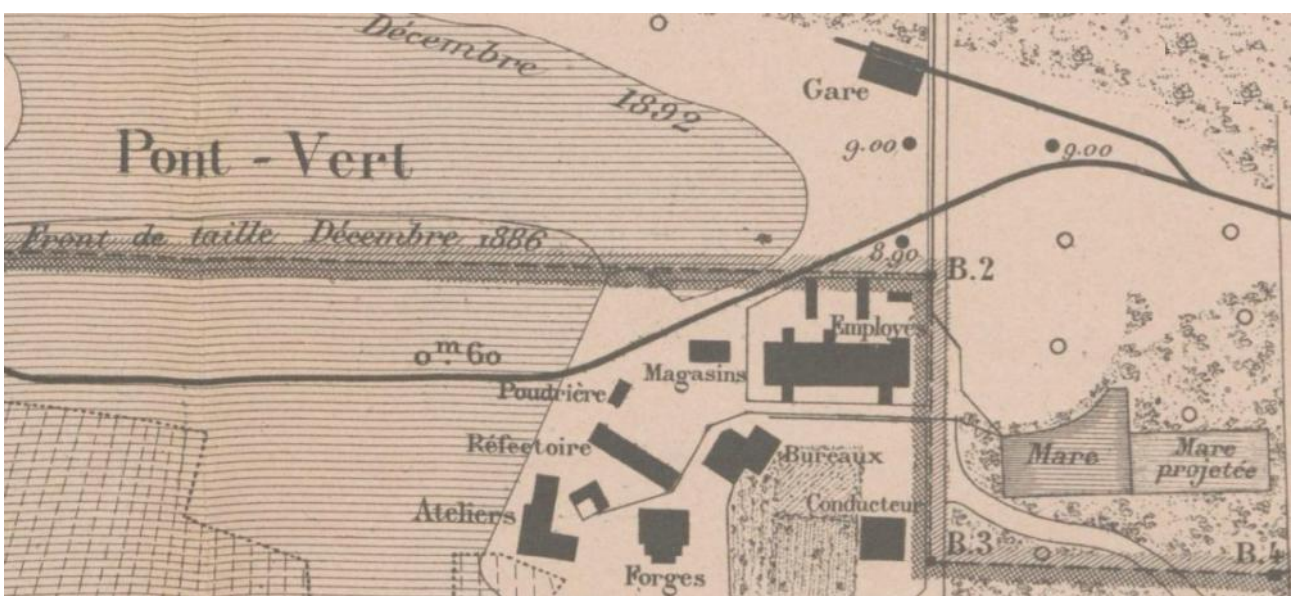 Décembre
1892
Gare
Pont - Vert
9.00
9.00
Front de taille Décembre 1886
8.90
B.2
Employés
0m.60
Magasins
Poudrière
Réfectoire
Bureaux
Mare
Mare
projetée
Ateliers
Conducteur
Forges
B.3
B.4